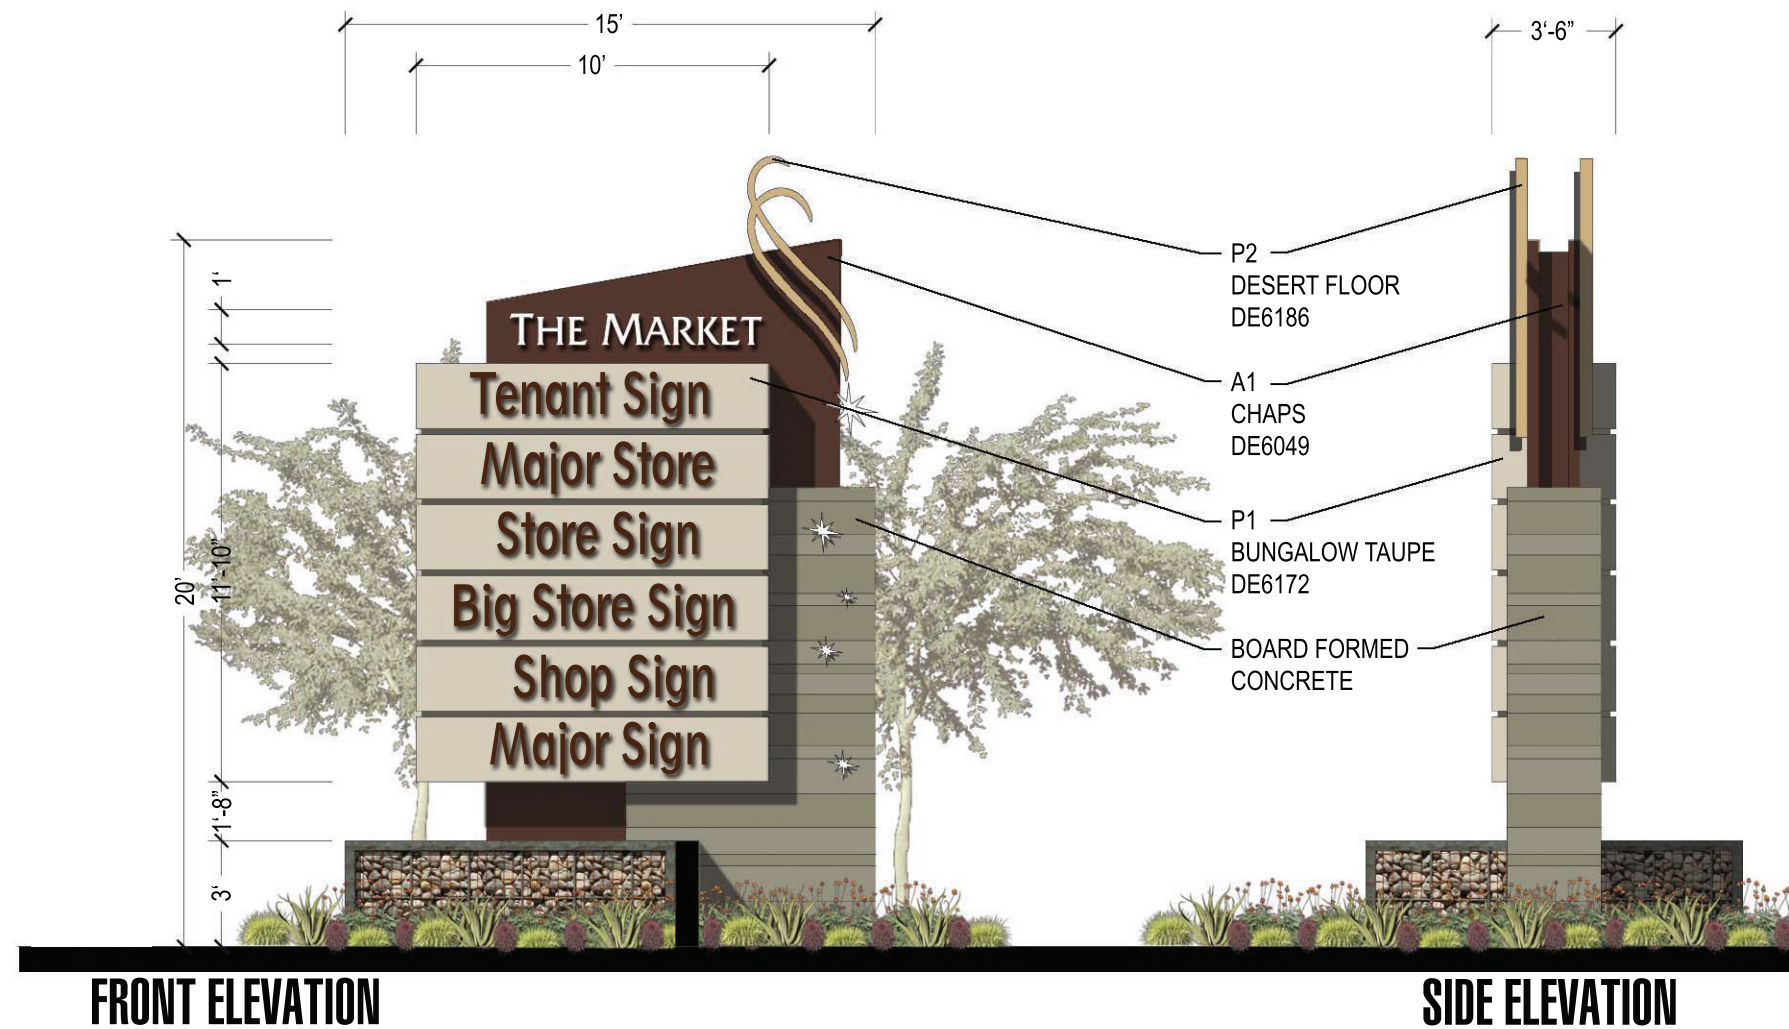 15’
10’
3‘-6”
1‘
20’
11’-10”
1‘-8”
3‘
THE MARKET
Tenant Sign
Major Store
Store Sign
Big Store Sign
Shop Sign
Major Sign
P2
DESERT FLOOR
DE6186
A1
CHAPS
DE6049
P1
BUNGALOW TAUPE
DE6172
BOARD FORMED
CONCRETE
FRONT ELEVATION
SIDE ELEVATION